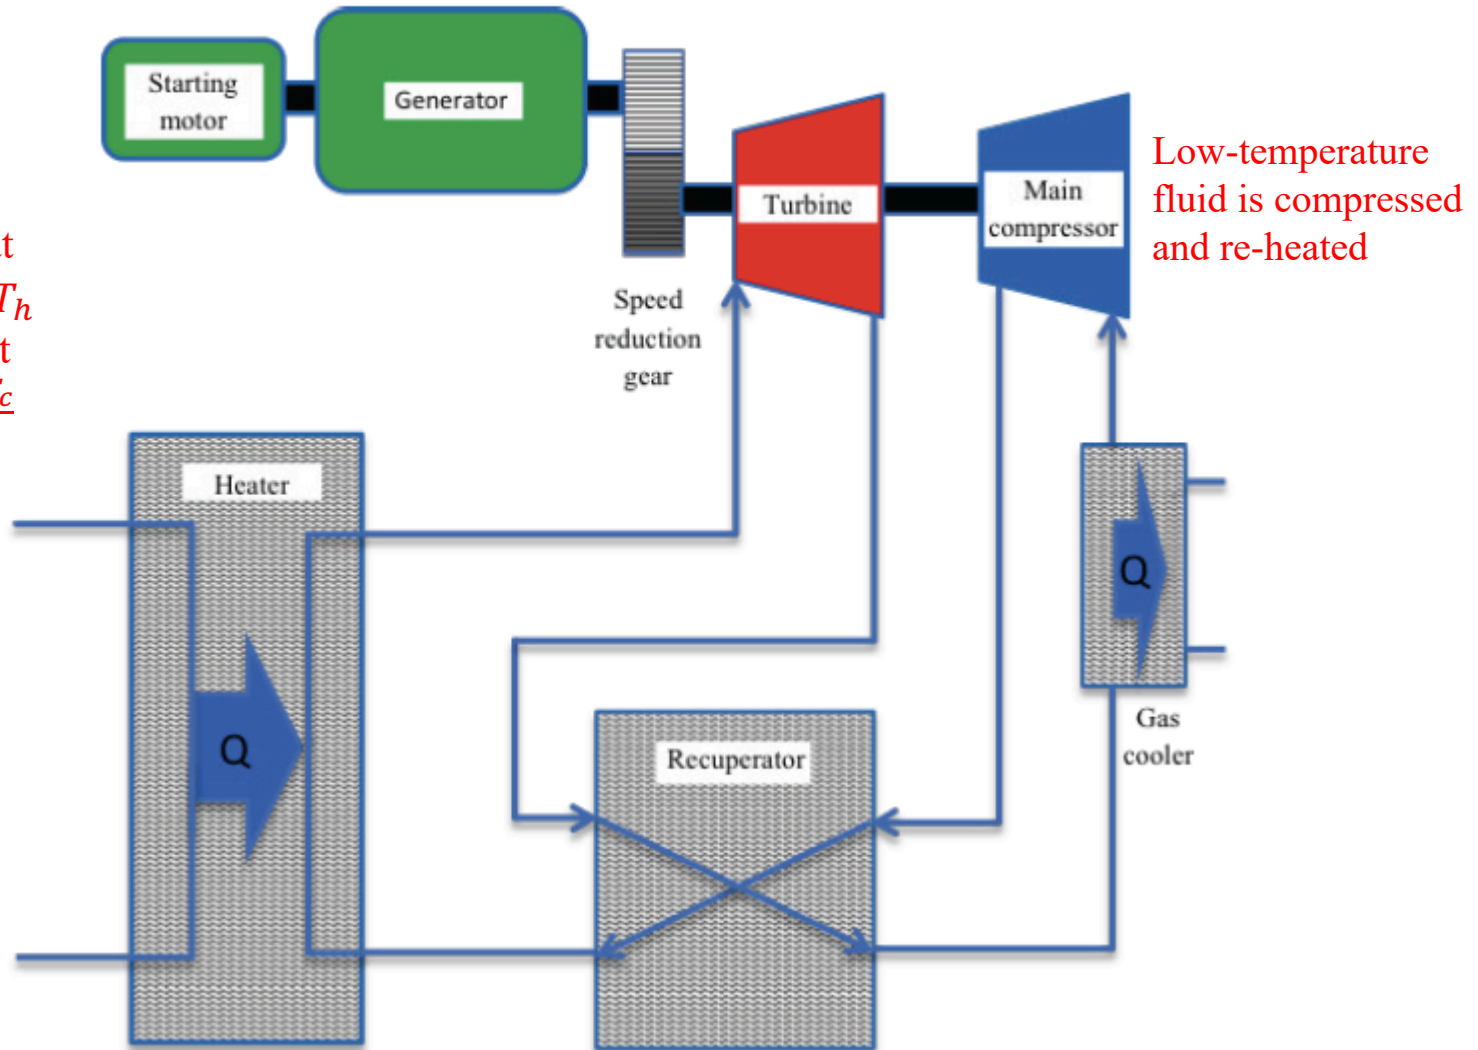 Starting
motor
Generator
Turbine
Main
compressor
Low-temperature
fluid is compressed
and re-heated
Speed
reduction
gear
T_h
Heater
Q
Q
Gas
cooler
Recuperator